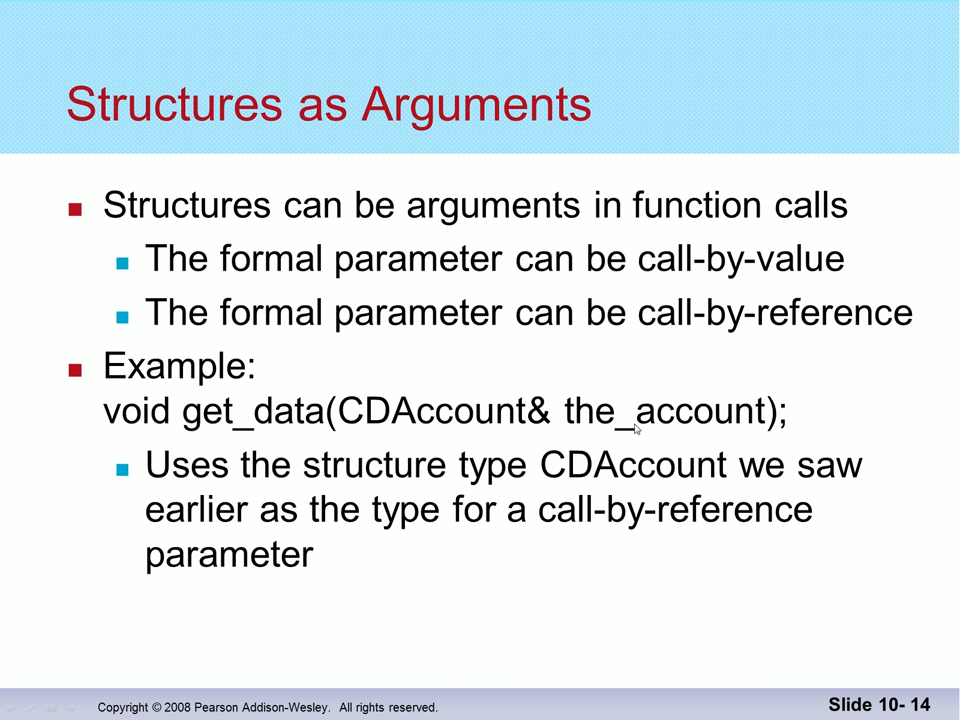 Structures as Arguments
Structures can be arguments in function calls
The formal parameter can be call-by-value
The formal parameter can be call-by-reference
Example:
void get_data(CDAccount& the_account);
Uses the structure type CDAccount we saw
earlier as the type for a call-by-reference
parameter
Copyright © 2008 Pearson Addison-Wesley. All rights reserved.
Slide 10- 14